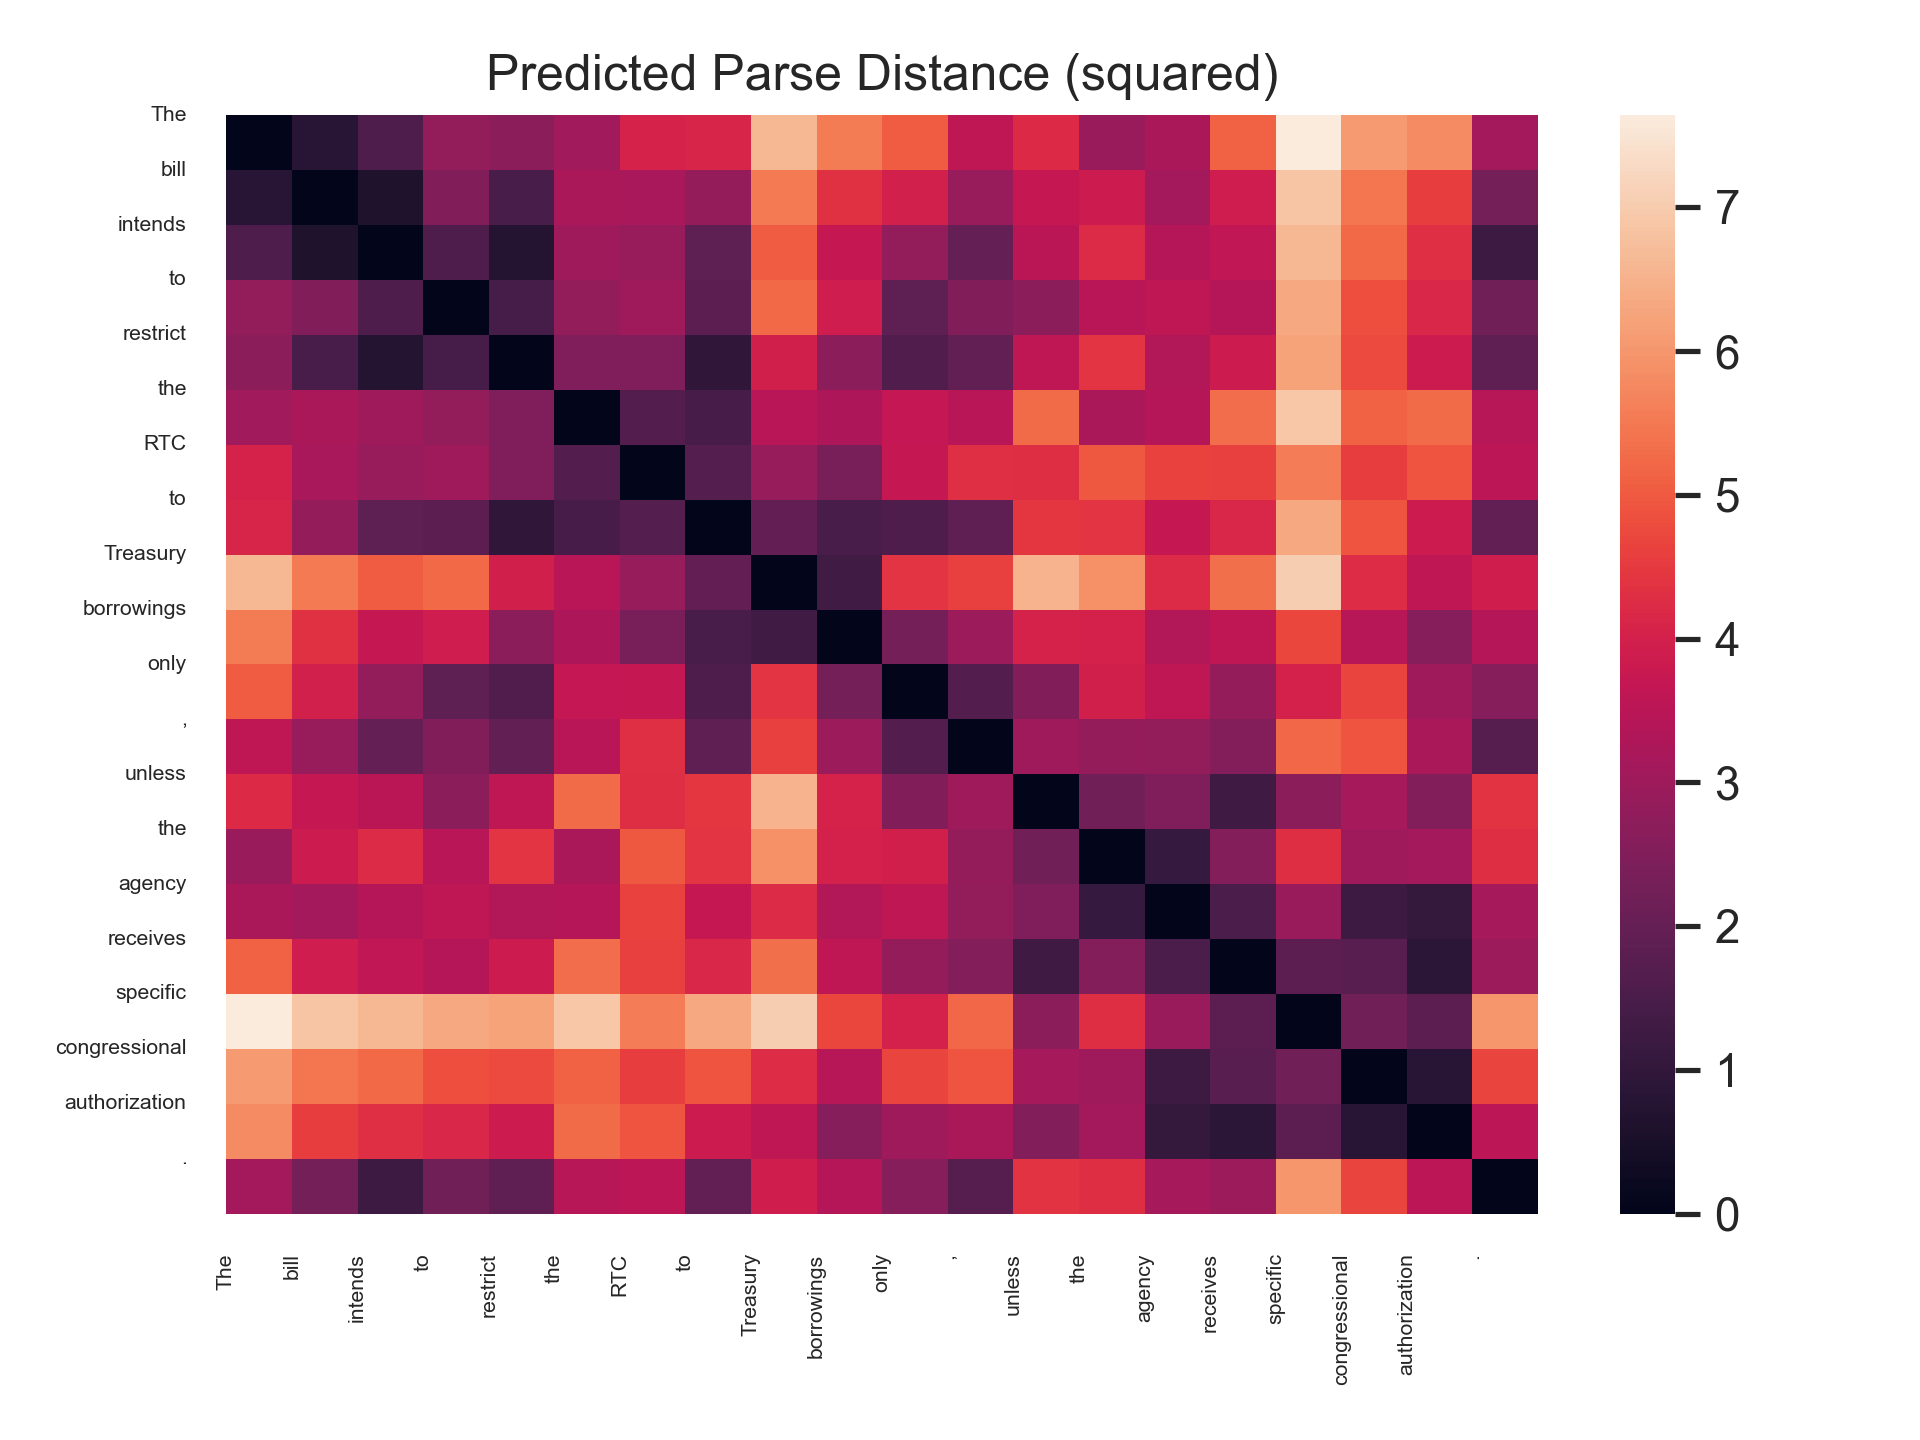 Predicted Parse Distance (squared)
The
bill
intends
to
restrict
the
RTC
to
Treasury
borrowings
only
,
unless
the
agency
receives
specific
congressional
authorization
.
7
6
5
4
3
2
1
0
The
bill
intends
to
restrict
the
RTC
to
Treasury
borrowings
only
,
unless
the
agency
receives
specific
congressional
authorization
.